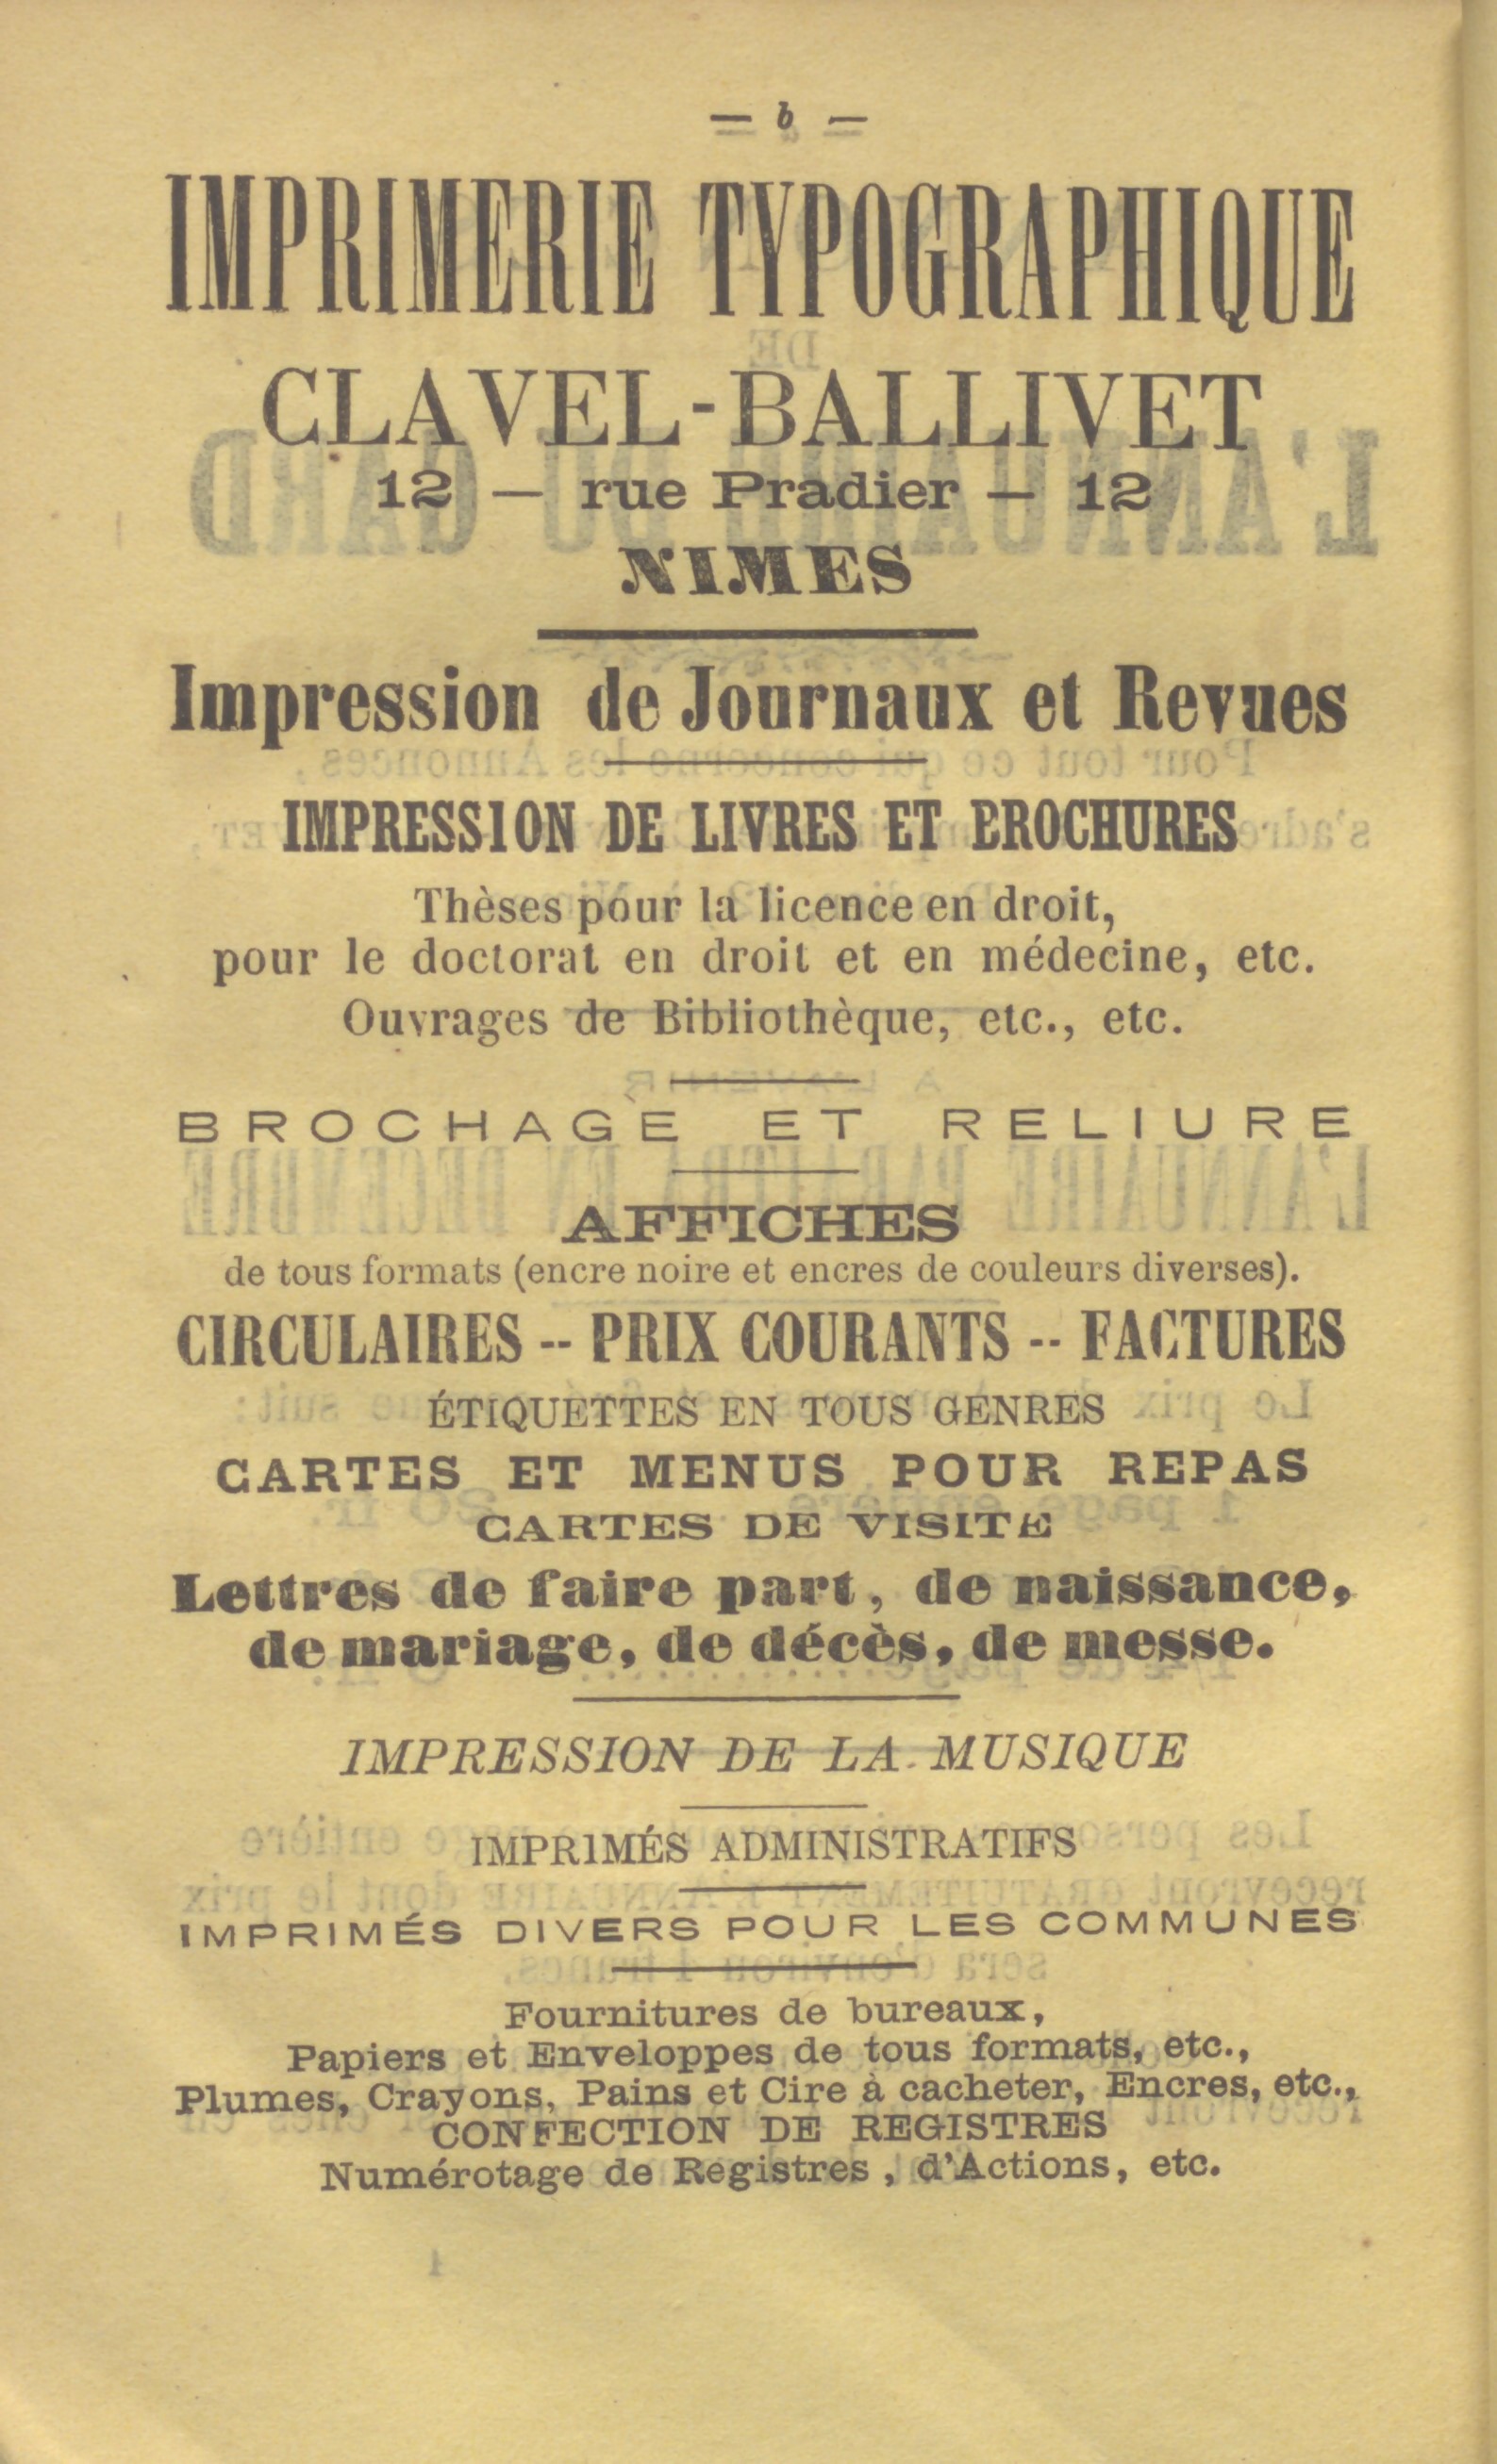 — b —
IMPRIMERIE TYPOGRAPHIQUE
CLAVEL-BALLIVET
12 — rue Pradier — 12
NIMES
Impression de Journaux et Revues
IMPRESSION DE LIVRES ET BROCHURES
Thèses pour la licence en droit,
pour le doctorat en droit et en médecine, etc.
Ouvrages de Bibliothèque, etc., etc.
BROCHAGE ET RELIURE
AFFICHES
de tous formats (encre noire et encres de couleurs diverses).
CIRCULAIRES -- PRIX COURANTS -- FACTURES
ÉTIQUETTES EN TOUS GENRES
CARTES ET MENUS POUR REPAS
CARTES DE VISITE
Lettres de faire part, de naissance,
de mariage, de décès, de messe.
IMPRESSION DE LA MUSIQUE
IMPRIMÉS ADMINISTRATIFS
IMPRIMÉS DIVERS POUR LES COMMUNES
Fournitures de bureaux,
Papiers et Enveloppes de tous formats, etc.,
Plumes, Crayons, Pains et Cire à cacheter, Encres, etc.,
CONFECTION DE REGISTRES
Numérotage de Registres, d'Actions, etc.